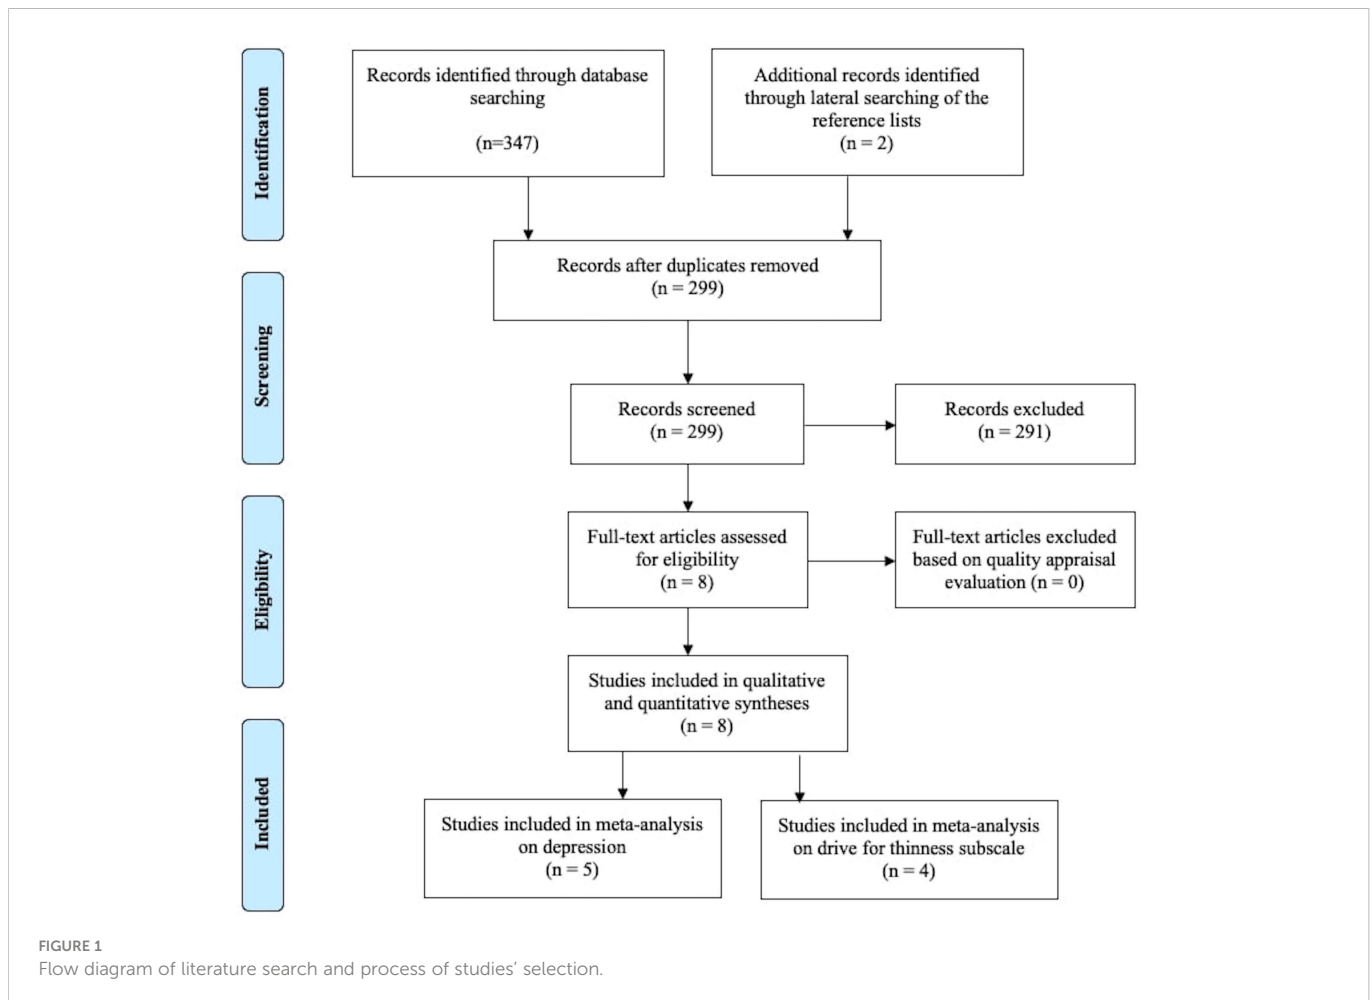 Identification
Records identified through database
searching
(n=347)
Additional records identified
through lateral searching of the
reference lists
(n = 2)
Records after duplicates removed
(n = 299)
Screening
Records screened
(n = 299)
Records excluded
(n = 291)
Eligibility
Full-text articles assessed
for eligibility
(n = 8)
Full-text articles excluded
based on quality appraisal
evaluation (n = 0)
Studies included in qualitative
and quantitative syntheses
(n = 8)
Included
Studies included in meta-analysis
on depression
(n = 5)
Studies included in meta-analysis
on drive for thinness subscale
(n = 4)
FIGURE 1
Flow diagram of literature search and process of studies’ selection.